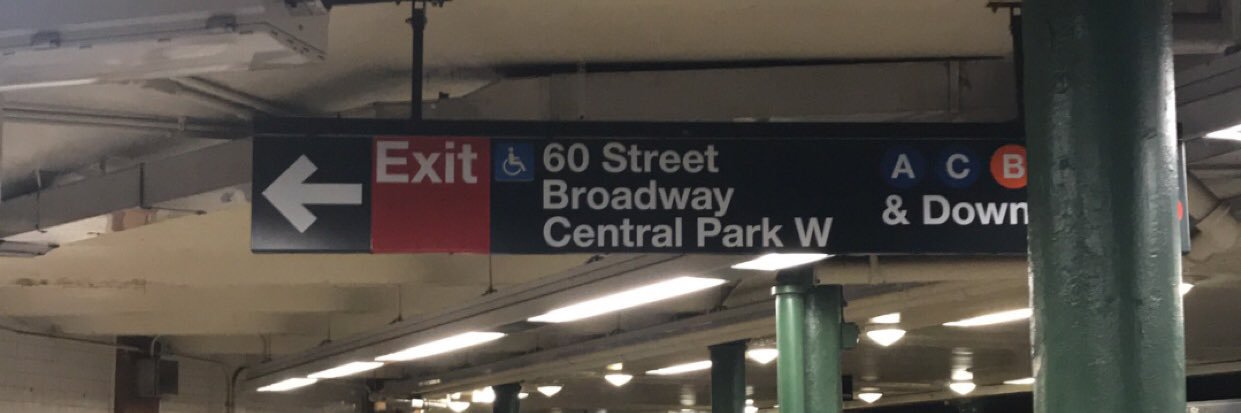 Exit
60 Street
Broadway
Central Park W
A C B
& Down